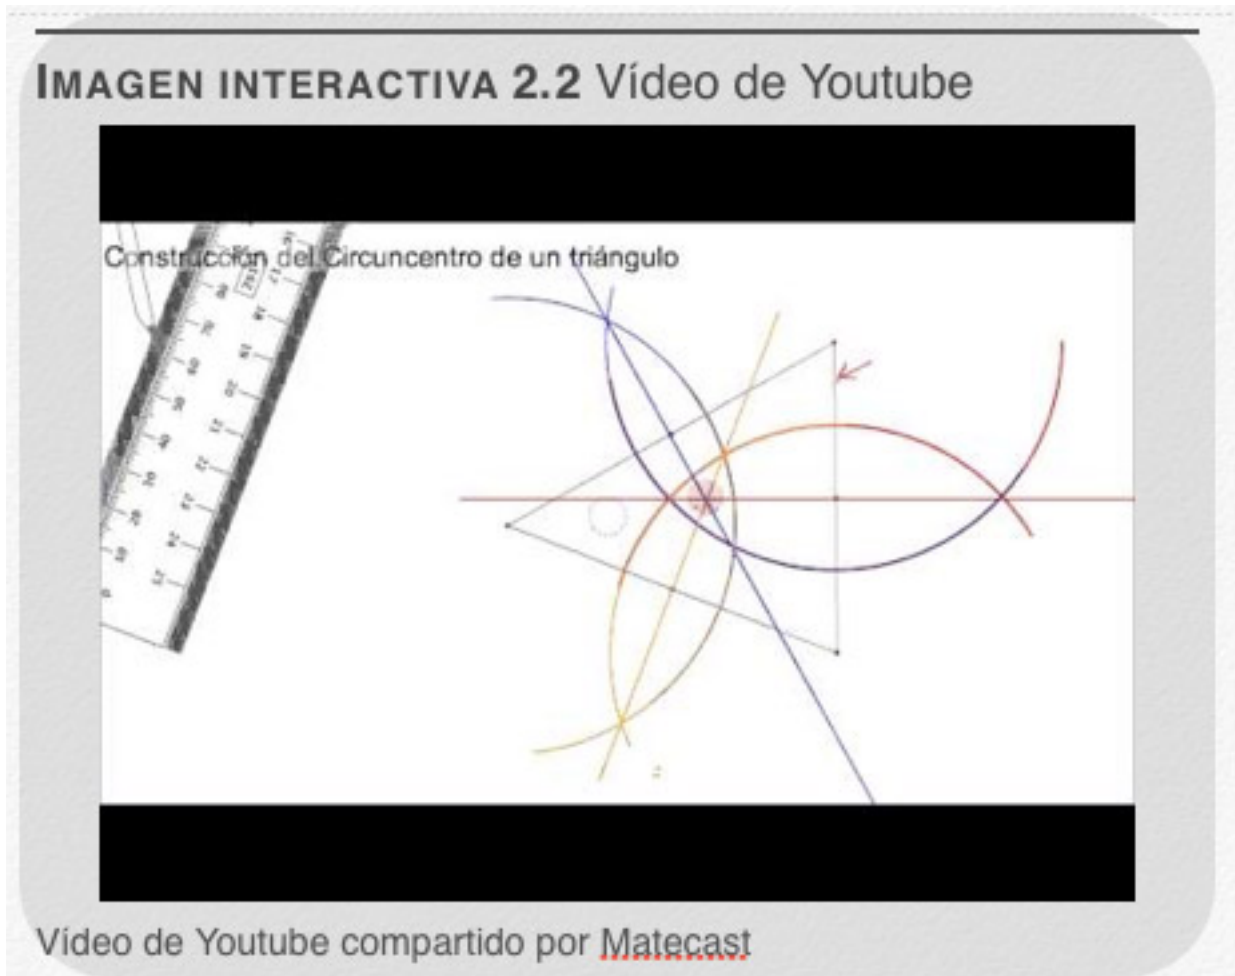 IMAGEN INTERACTIVA 2.2 Vídeo de Youtube
Construcción del Circuncentro de un triángulo
Vídeo de Youtube compartido por Matecast